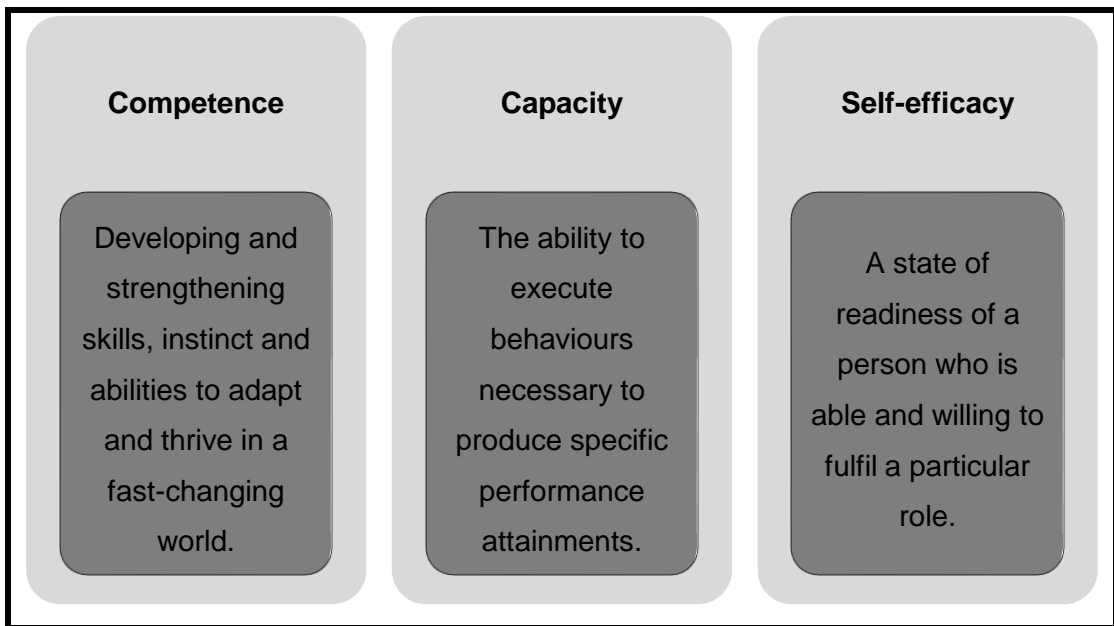 Competence
Developing and
strengthening
skills, instinct and
abilities to adapt
and thrive in a
fast-changing
world.
Capacity
The ability to
execute
behaviours
necessary to
produce specific
performance
attainments.
Self-efficacy
A state of
readiness of a
person who is
able and willing to
fulfil a particular
role.